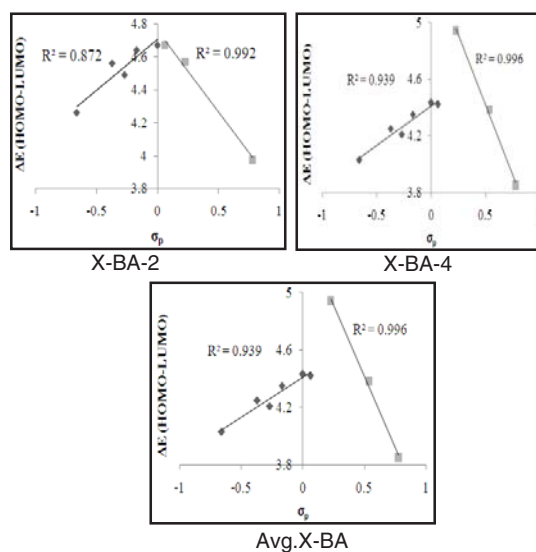 4.8
R² = 0.872
R² = 0.992
4.6
4.4
4.2
4
3.8
-1
-0.5
0
0.5
1
ΔE (HOMO-LUMO)
σp
X-BA-2
5
R² = 0.939
R² = 0.996
4.6
4.2
3.8
-1
-0.5
0
0.5
1
ΔE (HOMO-LUMO)
σp
X-BA-4
5
R² = 0.939
R² = 0.996
4.6
4.2
3.8
-1
-0.5
0
0.5
1
ΔE (HOMO-LUMO)
σp
Avg.X-BA